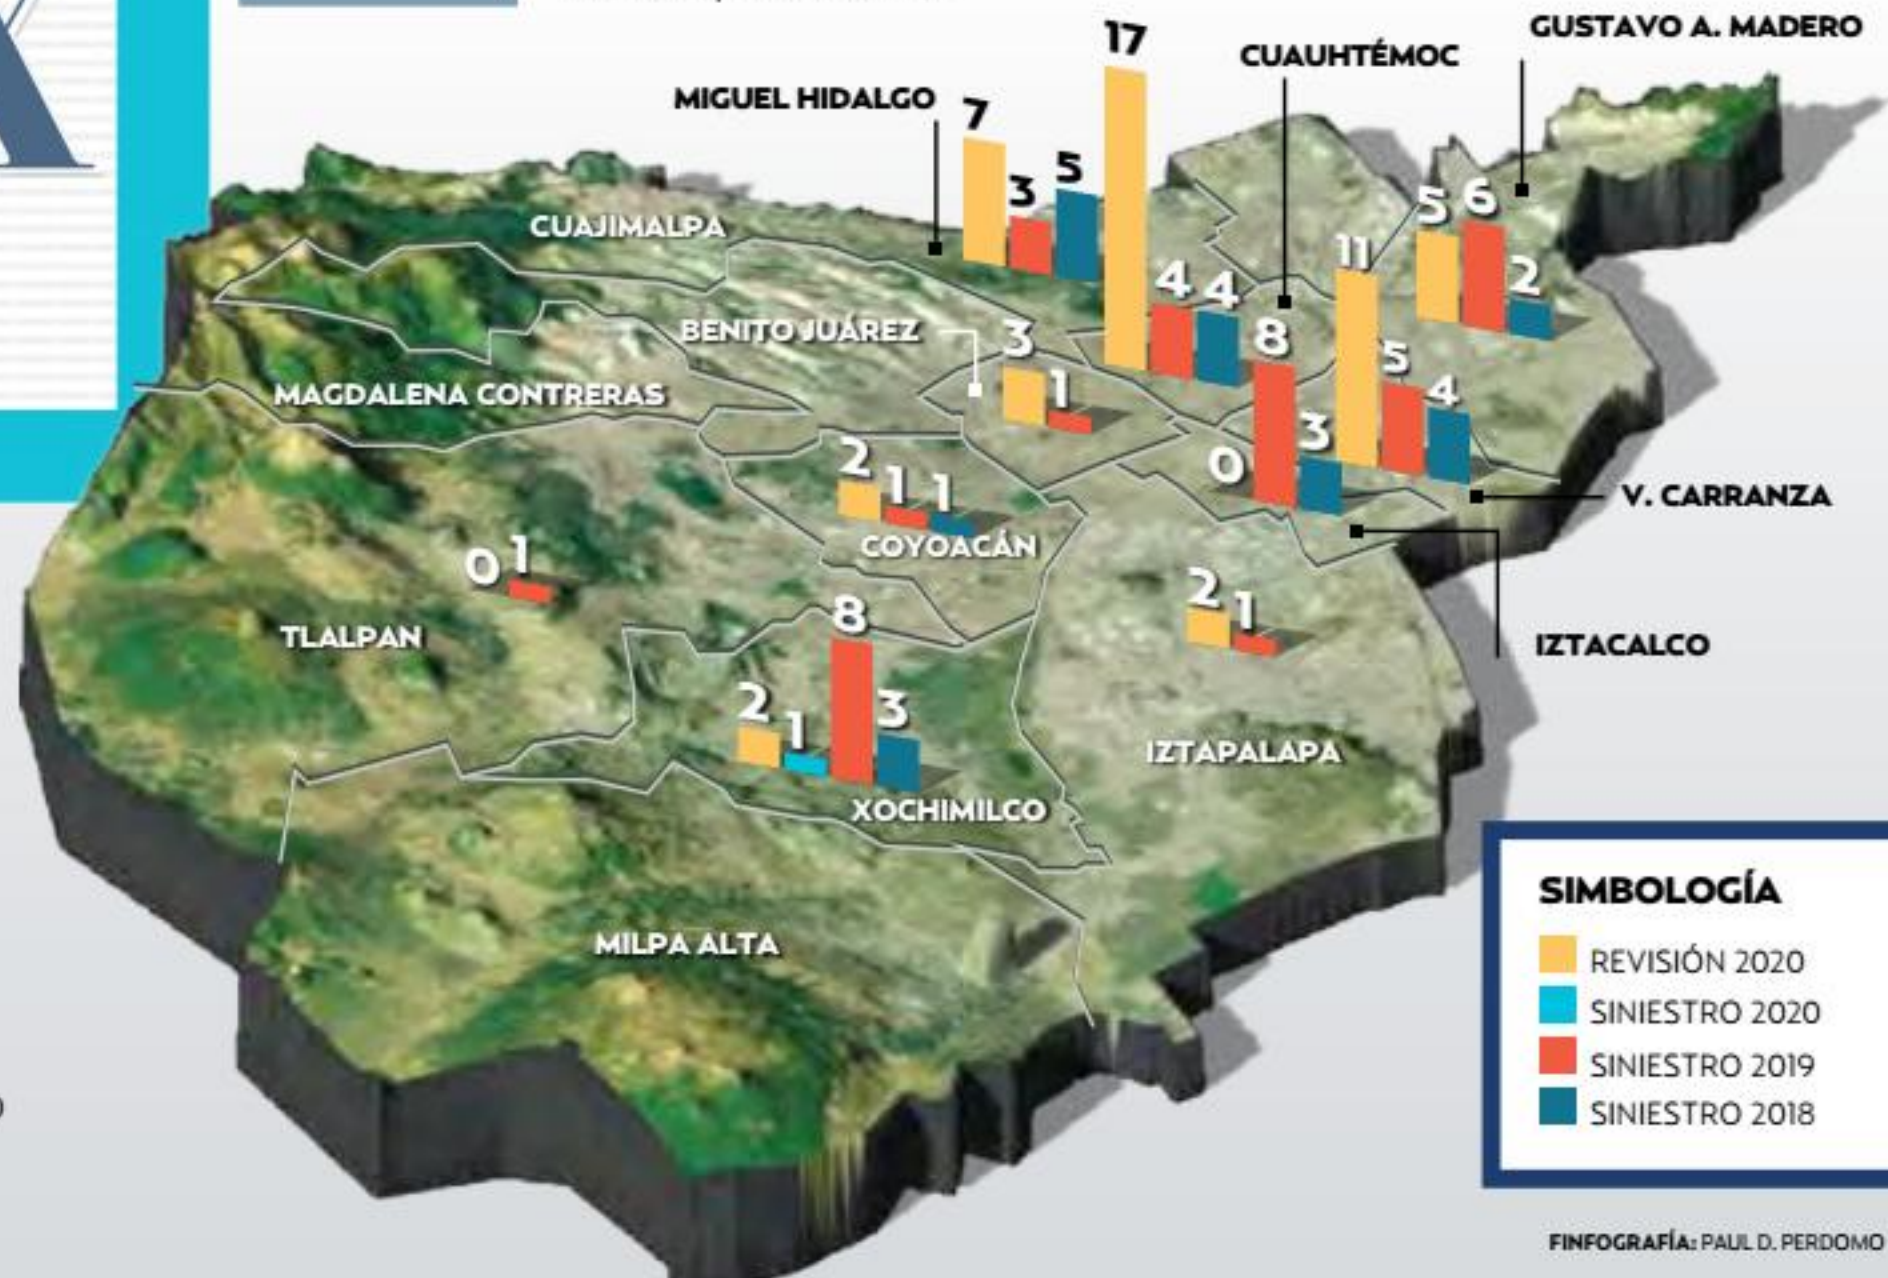 GUSTAVO A. MADERO
CUAUHTÉMOC
MIGUEL HIDALGO
17
7
3
5
CUAJIMALPA
5
6
2
11
4
4
BENITO JUÁREZ
3
1
8
5
4
MAGDALENA CONTRERAS
0
3
2
1
1
V. CARRANZA
COYOACÁN
0
1
2
1
TLALPAN
8
IZTACALCO
2
1
3
IZTAPALAPA
XOCHIMILCO
MILPA ALTA
SIMBOLOGÍA
REVISIÓN 2020
SINIESTRO 2020
SINIESTRO 2019
SINIESTRO 2018
FINFOGRAFÍA: PAUL D. PERDOMO